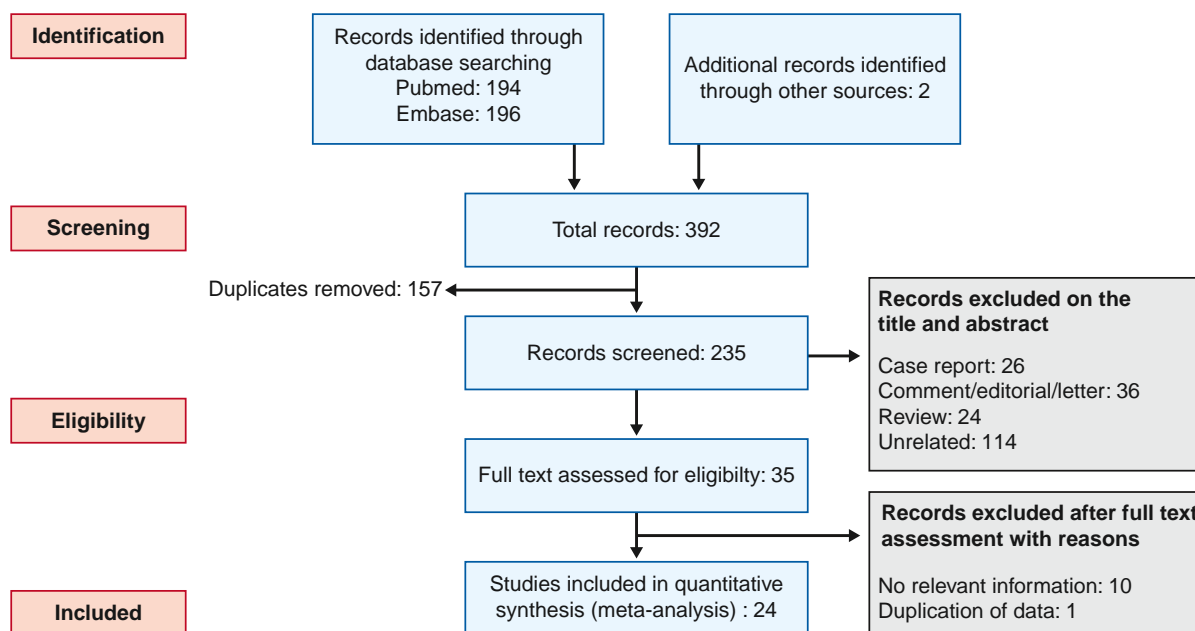 Identification
Records identified through
database searching
Pubmed: 194
Embase: 196
Additional records identified
through other sources: 2
Screening
Total records: 392
Duplicates removed: 157
Records screened: 235
Records excluded on the
title and abstract
Case report: 26
Comment/editorial/letter: 36
Review: 24
Unrelated: 114
Eligibility
Full text assessed for eligibilty: 35
Records excluded after full text
assessment with reasons
No relevant information: 10
Duplication of data: 1
Included
Studies included in quantitative
synthesis (meta-analysis) : 24